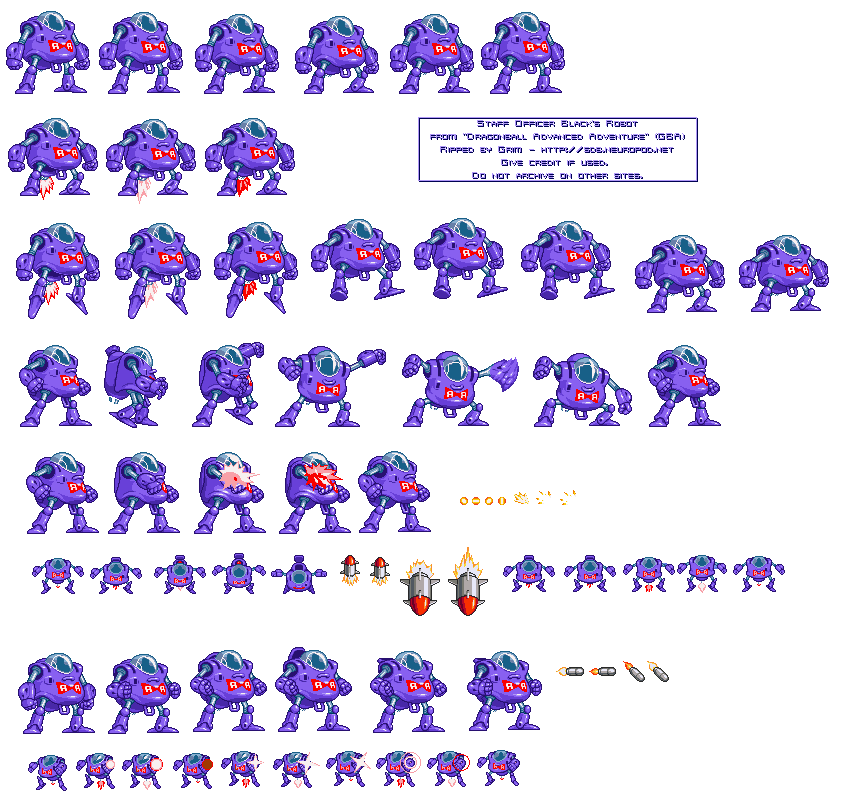 Staff Officer Black's Robot
from "Dragonball Advanced Adventure" (GBA)
Ripped by Grim - http://sdb.neuropod.net
Give credit if used.
Do not archive on other sites.